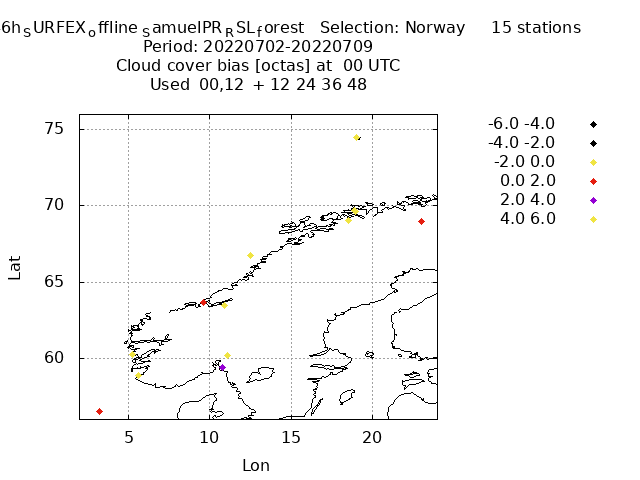 6h_SURFEX_offline_SamuelPR_RSL_forest   Selection: Norway     15 stations
Period: 20220702-20220709
Cloud cover bias [octas] at  00 UTC
Used 00,12  + 12 24 36 48
-6.0 -4.0
-4.0 -2.0
-2.0 0.0
0.0 2.0
2.0 4.0
4.0 6.0
75
70
65
60
Lat
5 10 15 20
Lon